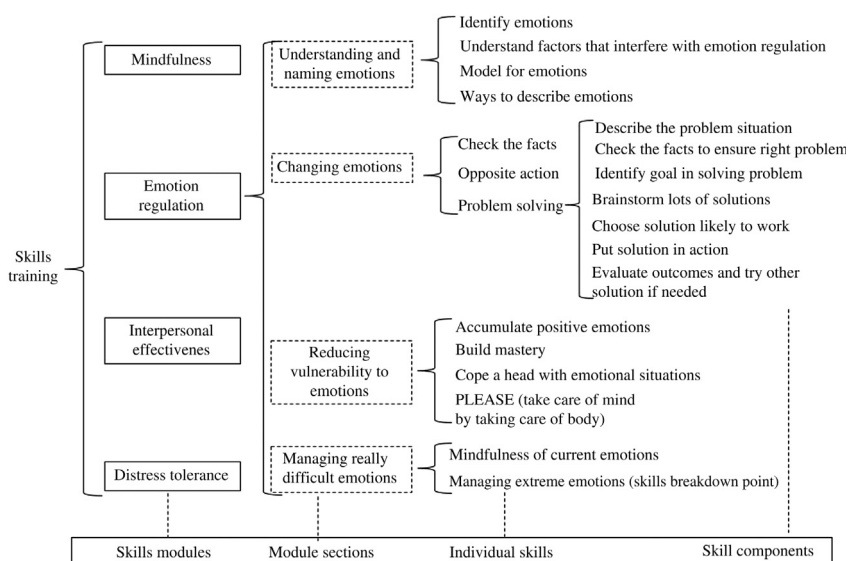 Skills
training
Mindfulness
Emotion
regulation
Interpersonal
effectivenes
Distress tolerance
Understanding and
naming emotions
Changing emotions
Reducing
vulnerability to
emotions
Managing really
difficult emotions
Identify emotions
Understand factors that interfere with emotion regulation
Model for emotions
Ways to describe emotions
Check the facts
Opposite action
Problem solving
Describe the problem situation
Check the facts to ensure right problem
Identify goal in solving problem
Brainstorm lots of solutions
Choose solution likely to work
Put solution in action
Evaluate outcomes and try other
solution if needed
Accumulate positive emotions
Build mastery
Cope a head with emotional situations
PLEASE (take care of mind
by taking care of body)
Mindfulness of current emotions
Managing extreme emotions (skills breakdown point)
Skills modules
Module sections
Individual skills
Skill components